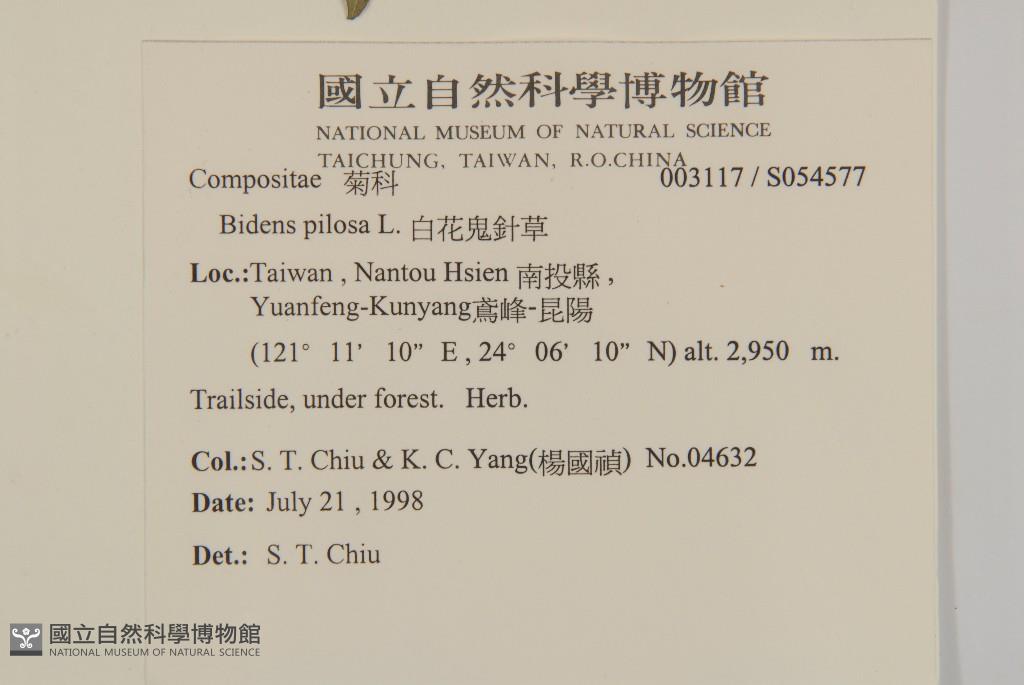 國立自然科學博物館
NATIONAL MUSEUM OF NATURAL SCIENCE
TAICHUNG, TAIWAN, R.O.CHINA
Compositae 菊科 003117 / S054577
Bidens pilosa L. 白花鬼針草
Loc.:Taiwan , Nantou Hsien 南投縣 ,
Yuanfeng-Kunyang鳶峰-昆陽
(121° 11’ 10” E , 24° 06’ 10” N) alt. 2,950 m.
Trailside, under forest. Herb.
Col.: S. T. Chiu & K. C. Yang(楊國禎) No.04632
Date: July 21 , 1998
Det.: S. T. Chiu
國立自然科學博物館
NATIONAL MUSEUM OF NATURAL SCIENCE